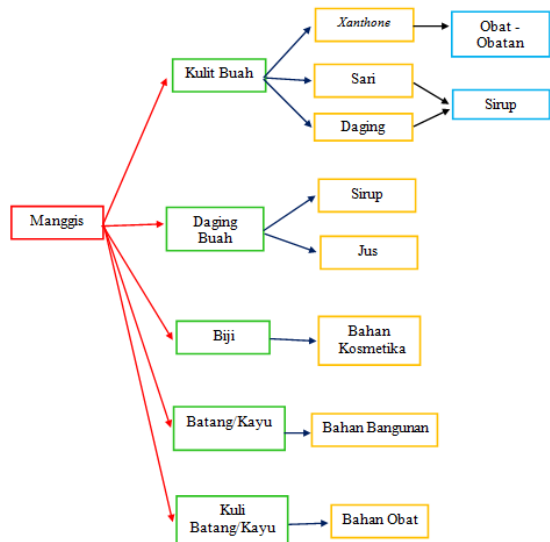 Xanthone
Obat -
Obatan
Kulit Buah
Sari
Sirup
Daging
Manggis
Daging
Buah
Sirup
Jus
Biji
Bahan
Kosmetika
Batang/Kayu
Bahan Bangunan
Kuli
Batang/Kayu
Bahan Obat